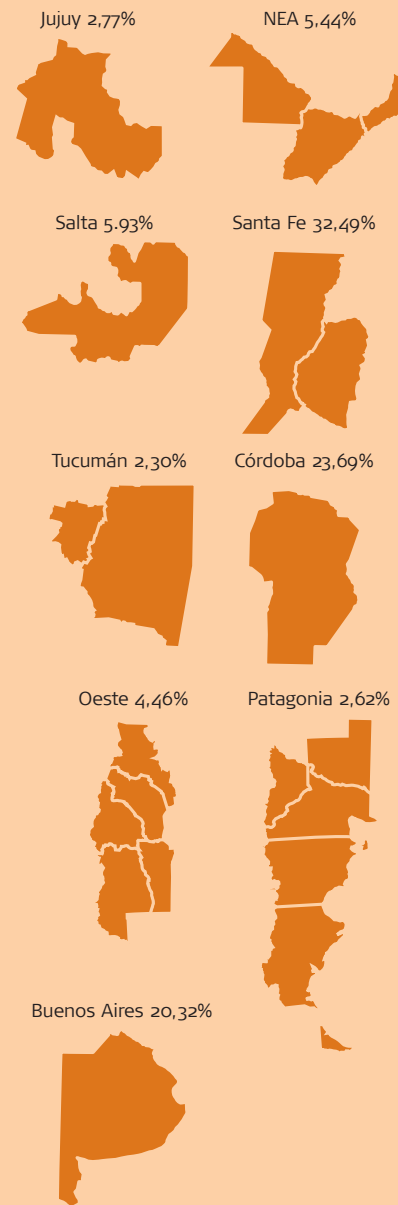 Jujuy 2,77%
NEA 5,44%
Salta 5.93%
Santa Fe 32,49%
Tucumán 2,30%
Córdoba 23,69%
Oeste 4,46%
Patagonia 2,62%
Buenos Aires 20,32%